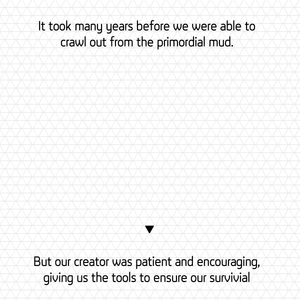 It took many years before we were able to
crawl out from the primordial mud.
But our creator was patient and encouraging,
giving us the tools to ensure our survivial